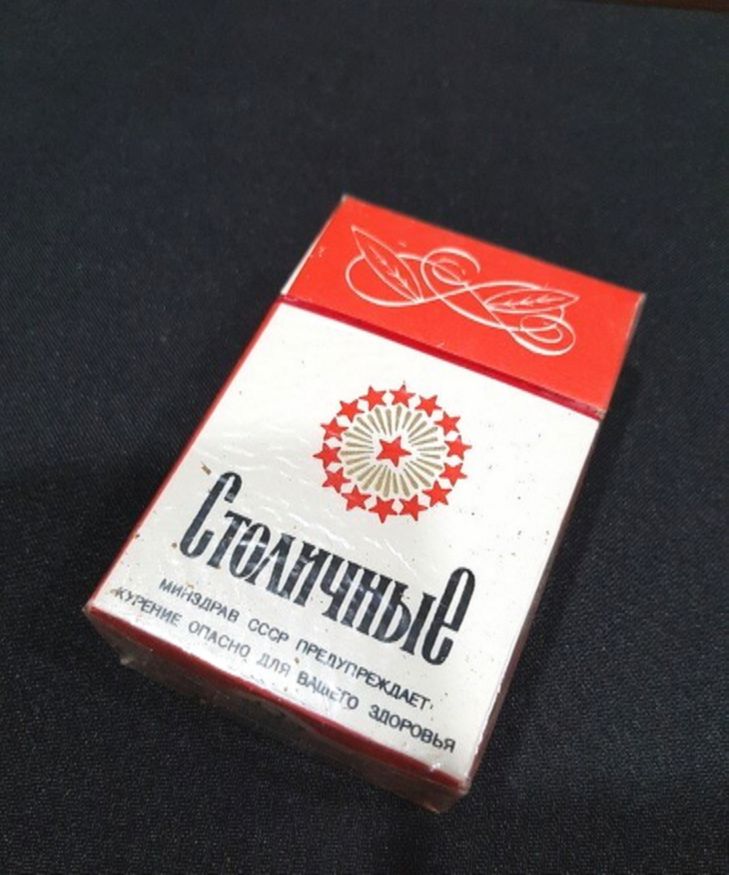 Столичные
МИНЗДРАВ СССР ПРЕДУПРЕЖДАЕТ:
КУРЕНИЕ ОПАСНО ДЛЯ ВАШЕГО ЗДОРОВЬЯ